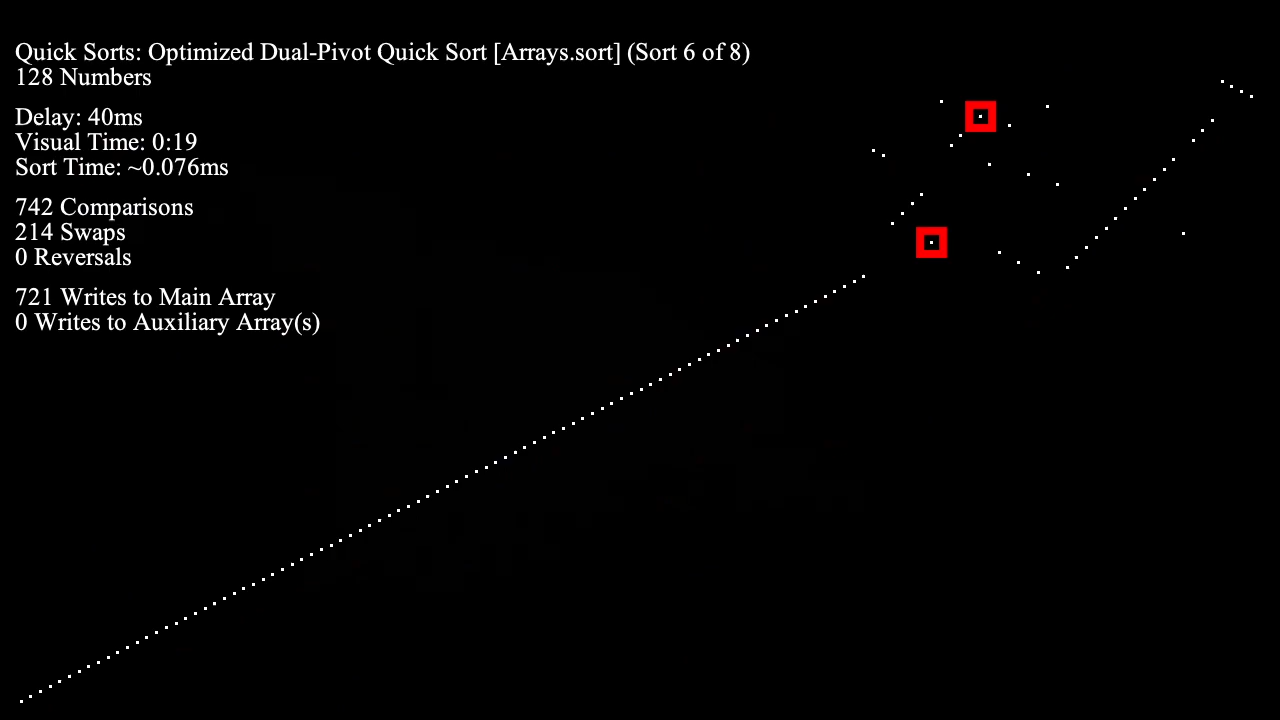 Quick Sorts: Optimized Dual-Pivot Quick Sort [Arrays.sort] (Sort 6 of 8)
128 Numbers
Delay: 40ms
Visual Time: 0:19
Sort Time: ~0.076ms
742 Comparisons
214 Swaps
0 Reversals
721 Writes to Main Array
0 Writes to Auxiliary Array(s)